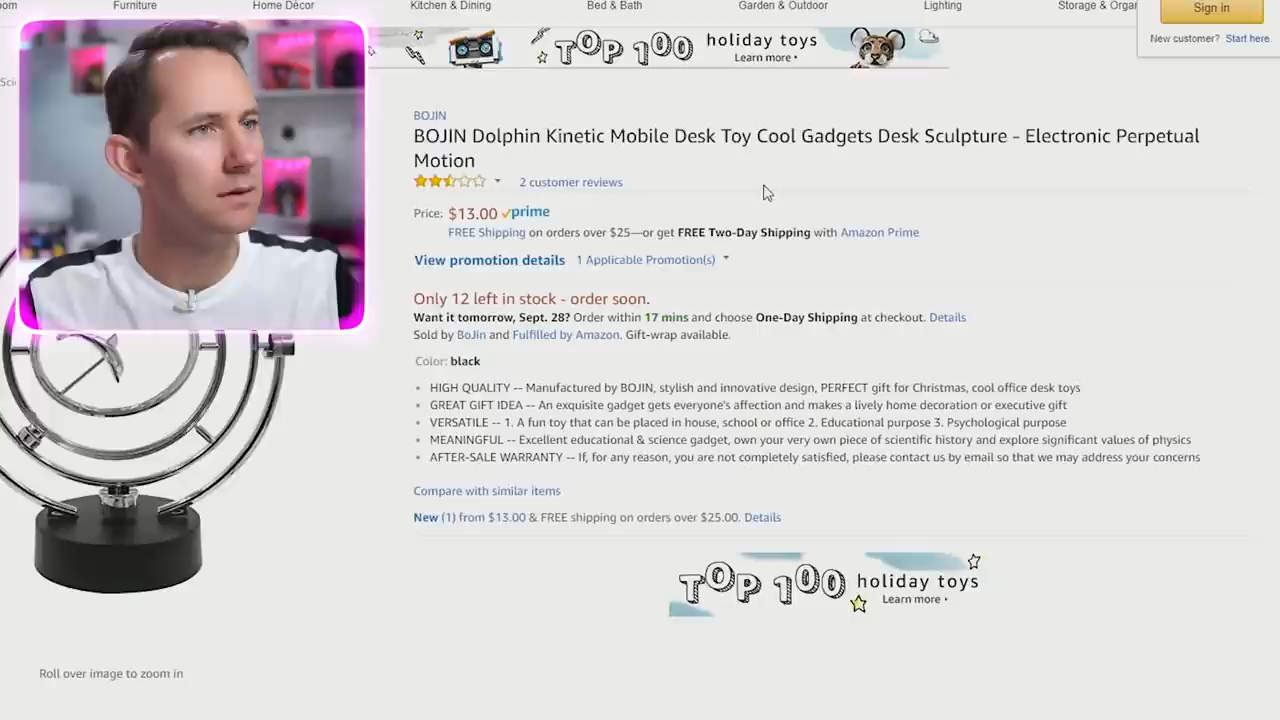 Furniture
Home Décor
Kitchen & Dining
Bed & Bath
Garden & Outdoor
Lighting
Sign in
New customer? Start here.
TOP 100 holiday toys
Learn more
BOJIN
BOJIN Dolphin Kinetic Mobile Desk Toy Cool Gadgets Desk Sculpture - Electronic Perpetual
Motion
2 customer reviews
Price: $13.00 prime
FREE Shipping on orders over $25—or get FREE Two-Day Shipping with Amazon Prime
View promotion details 1 Applicable Promotion(s)
Only 12 left in stock - order soon.
Want it tomorrow, Sept. 28? Order within 17 mins and choose One-Day Shipping at checkout. Details
Sold by BoJin and Fulfilled by Amazon. Gift-wrap available.
Color: black
HIGH QUALITY -- Manufactured by BOJIN, stylish and innovative design, PERFECT gift for Christmas, cool office desk toys
GREAT GIFT IDEA -- An exquisite gadget gets everyone's affection and makes a lively home decoration or executive gift
VERSATILE -- 1. A fun toy that can be placed in house, school or office 2. Educational purpose 3. Psychological purpose
MEANINGFUL -- Excellent educational & science gadget, own your very own piece of scientific history and explore significant values of physics
AFTER-SALE WARRANTY -- If, for any reason, you are not completely satisfied, please contact us by email so that we may address your concerns
Compare with similar items
New (1) from $13.00 & FREE shipping on orders over $25.00. Details
TOP 100 holiday toys
Learn more
Roll over image to zoom in